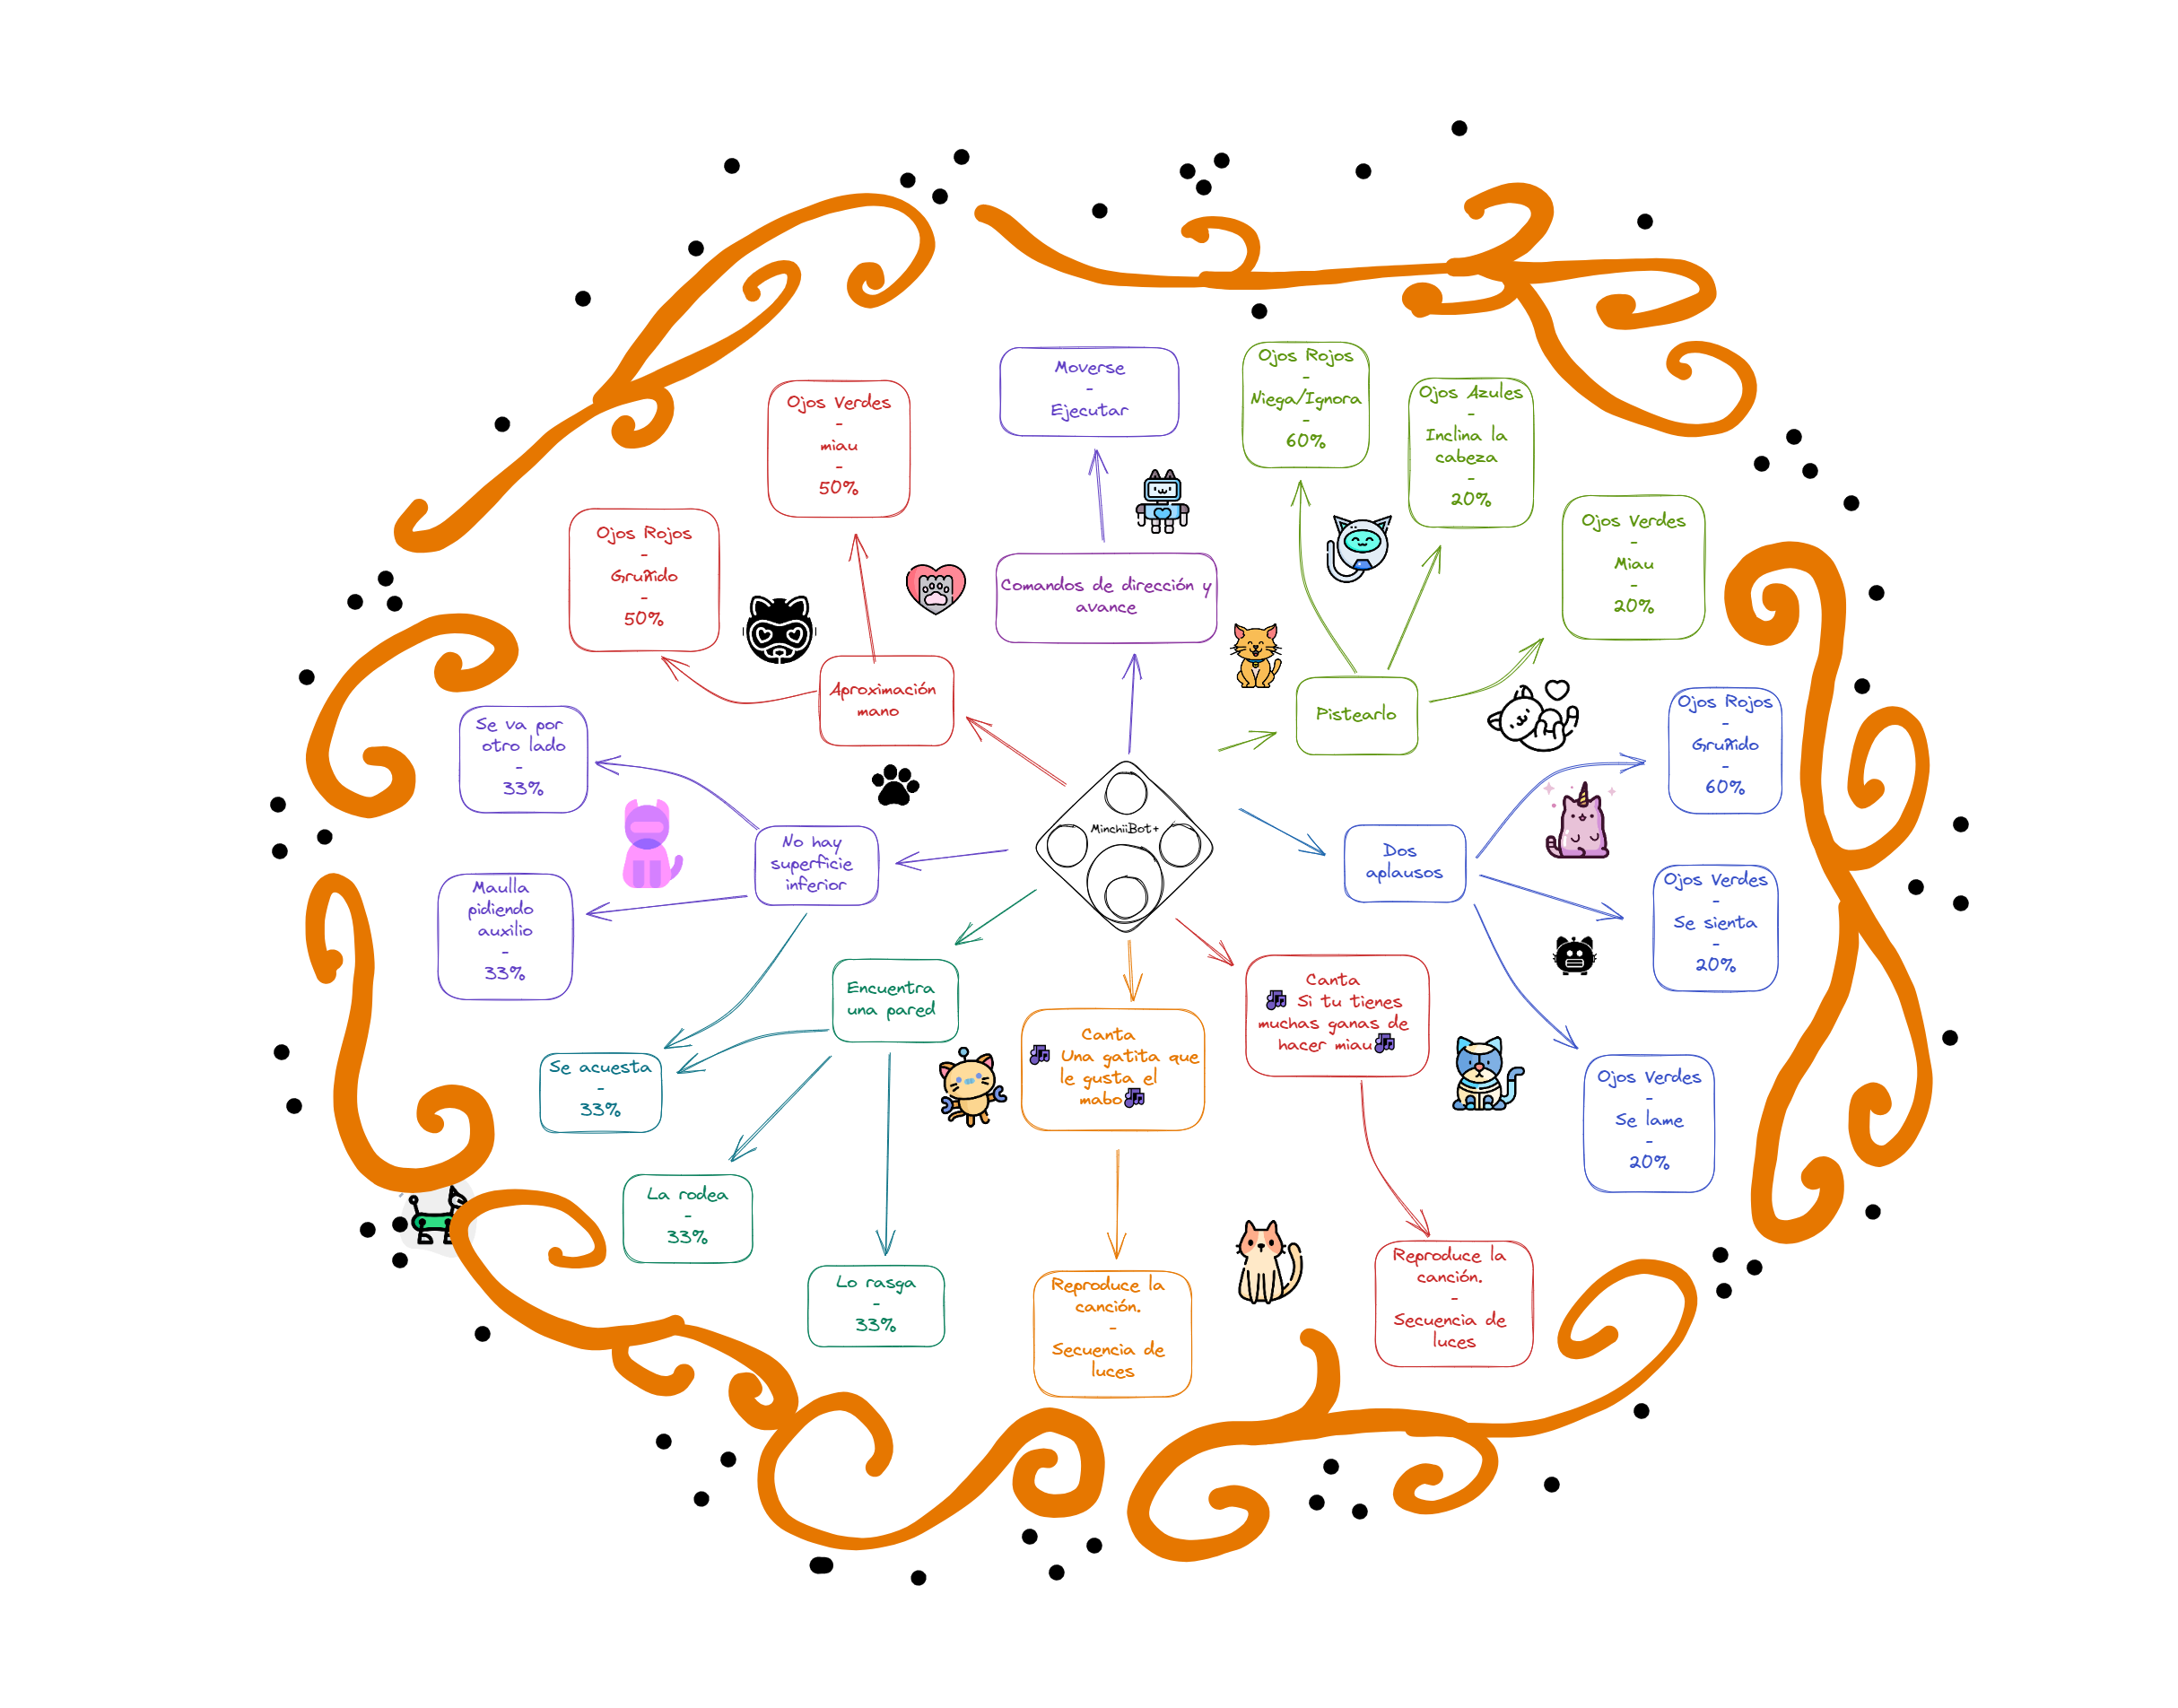 Moverse
-
Ejecutar
Ojos Rojos
-
Niega/Ignora
-
60%
Ojos Azules
-
Inclina la
cabeza
-
20%
Ojos Verdes
-
miau
-
50%
Ojos Rojos
-
Gruñido
-
50%
Comandos de dirección y
avance
Ojos Verdes
-
Miau
-
20%
Aproximación
mano
Pistearlo
Se va por
otro lado
-
33%
Ojos Rojos
-
Gruñido
-
60%
MinchiiBot+
No hay
superficie
inferior
Dos
aplausos
Maulla
pidiendo
auxilio
-
33%
Ojos Verdes
-
Se sienta
-
20%
Encuentra
una pared
Canta
Si tu tienes
muchas ganas de
hacer miau
Canta
Una gatita que
le gusta el
mabo
Se acuesta
-
33%
Ojos Verdes
-
Se lame
-
20%
La rodea
-
33%
Lo rasga
-
33%
Reproduce la
canción.
-
Secuencia de
luces
Reproduce la
canción.
-
Secuencia de
luces